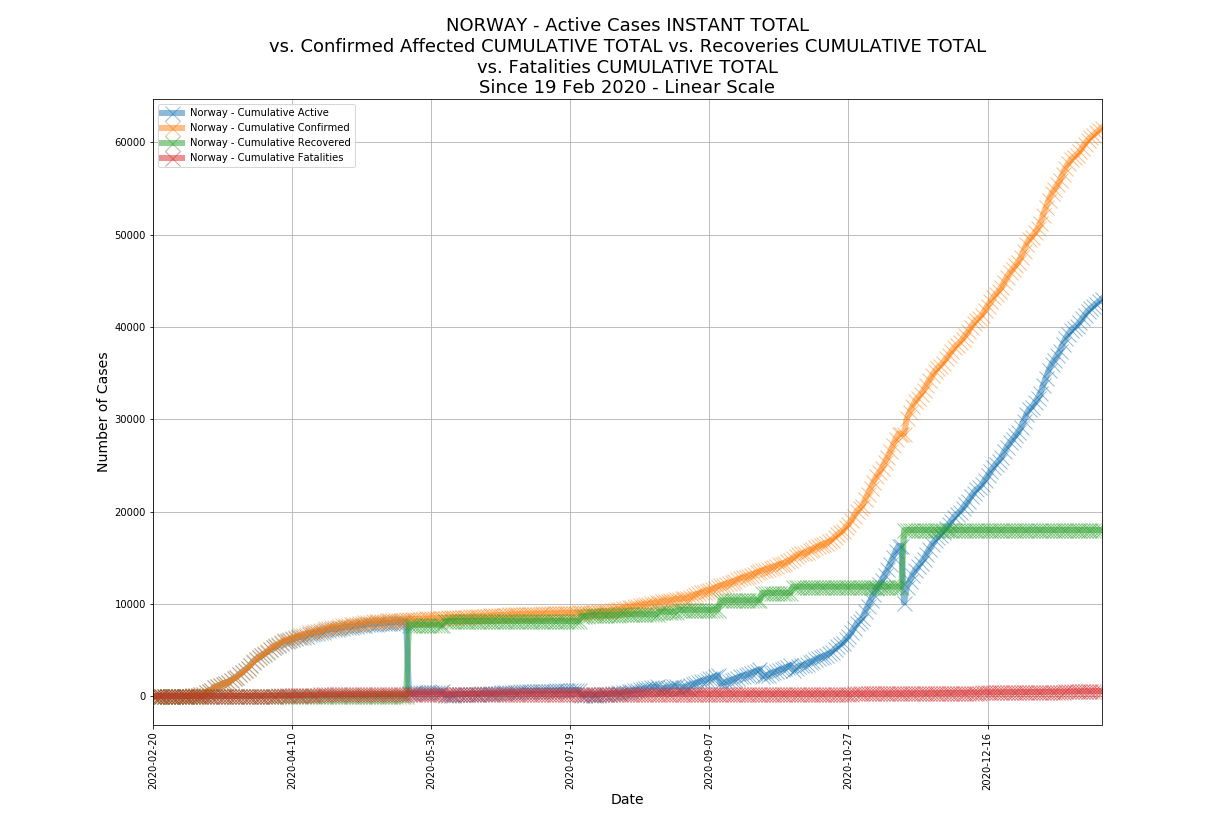 NORWAY - Active Cases INSTANT TOTAL
vs. Confirmed Affected CUMULATIVE TOTAL vs. Recoveries CUMULATIVE TOTAL
vs. Fatalities CUMULATIVE TOTAL
Since 19 Feb 2020 - Linear Scale
Norway - Cumulative Active
Norway - Cumulative Confirmed
Norway - Cumulative Recovered
Norway - Cumulative Fatalities
Number of Cases
60000
50000
40000
30000
20000
10000
0
2020-02-20
2020-04-10
2020-05-30
2020-07-19
2020-09-07
2020-10-27
2020-12-16
Date